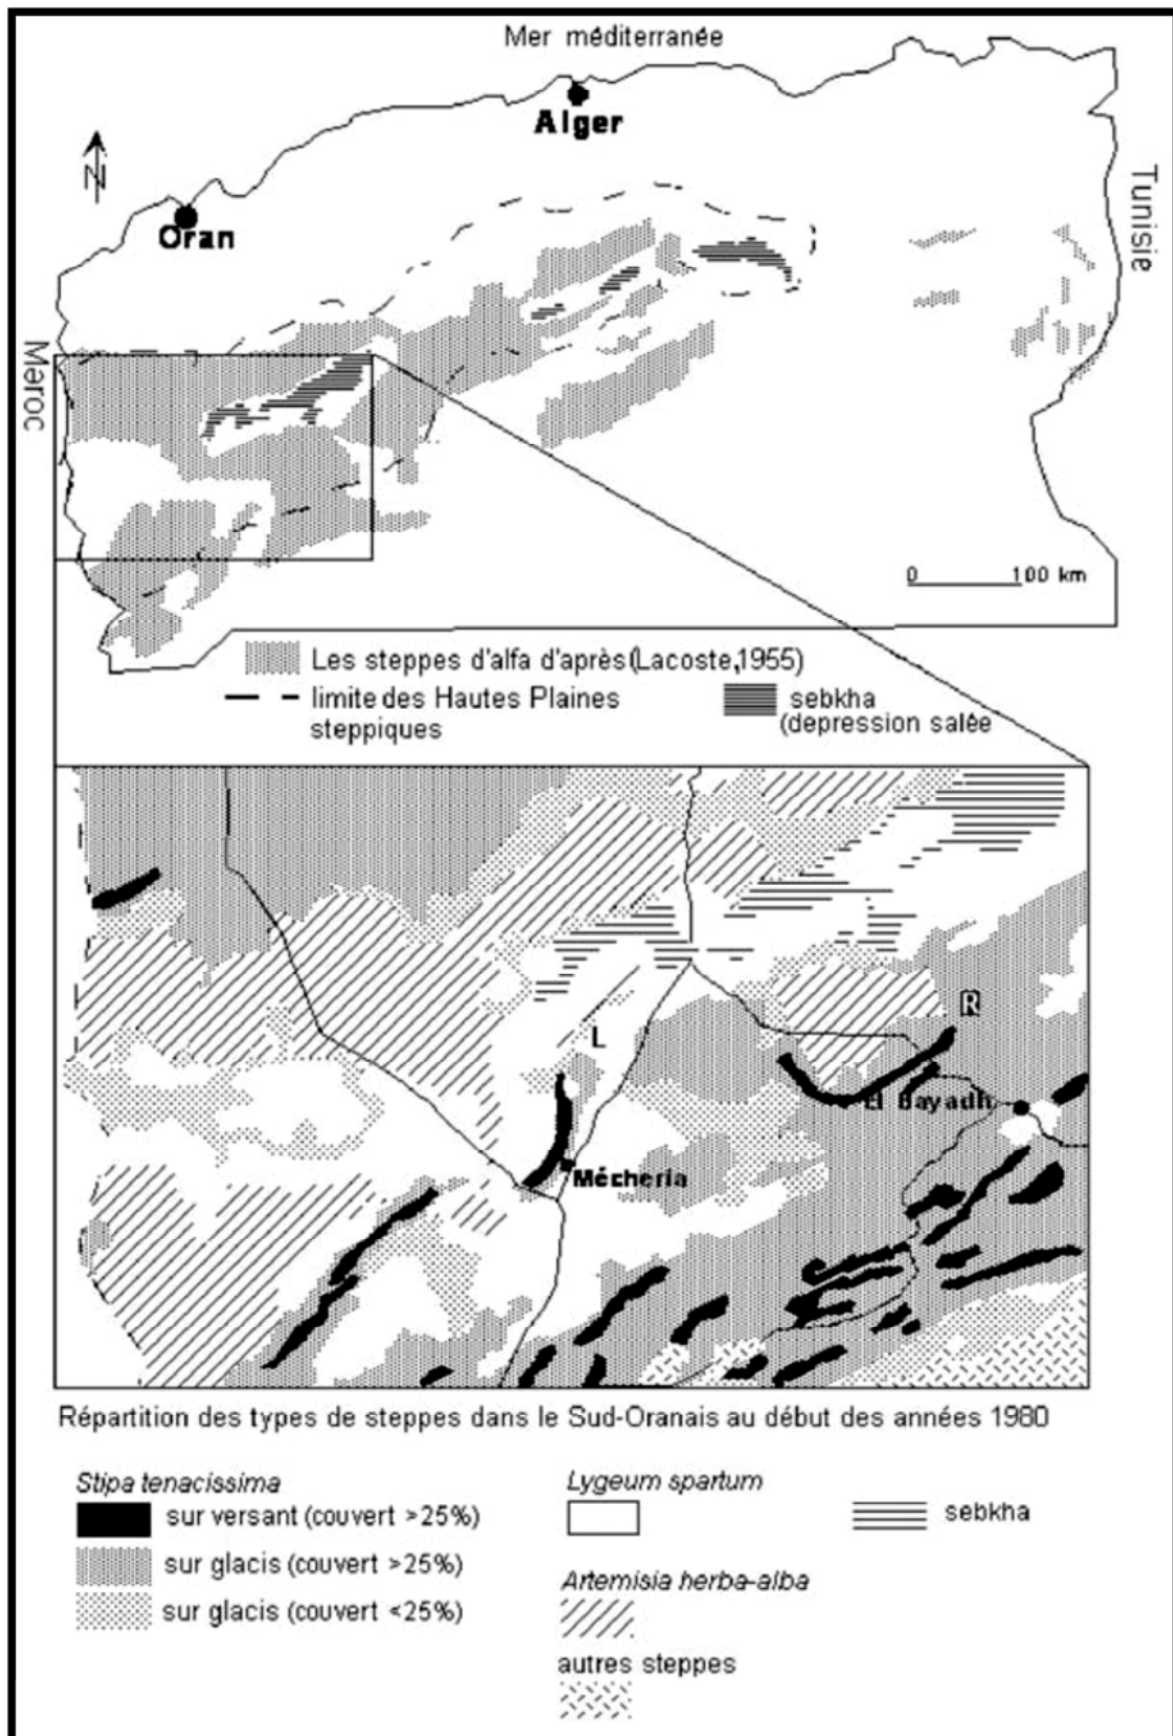 Mer méditerranée
Alger
N
Oran
Tunisie
Maroc
0 100 km
Les steppes d'alfa d'après(Lacoste,1955)
limite des Hautes Plaines
steppiques
sebkha
(depression salée
R
L
El Bayadh
Mécheria
Répartition des types de steppes dans le Sud-Oranais au début des années 1980
Stipa tenacissima
sur versant (couvert >25%)
sur glacis (couvert >25%)
sur glacis (couvert <25%)
Lygeum spartum
sebkha
Artemisia herba-alba
autres steppes